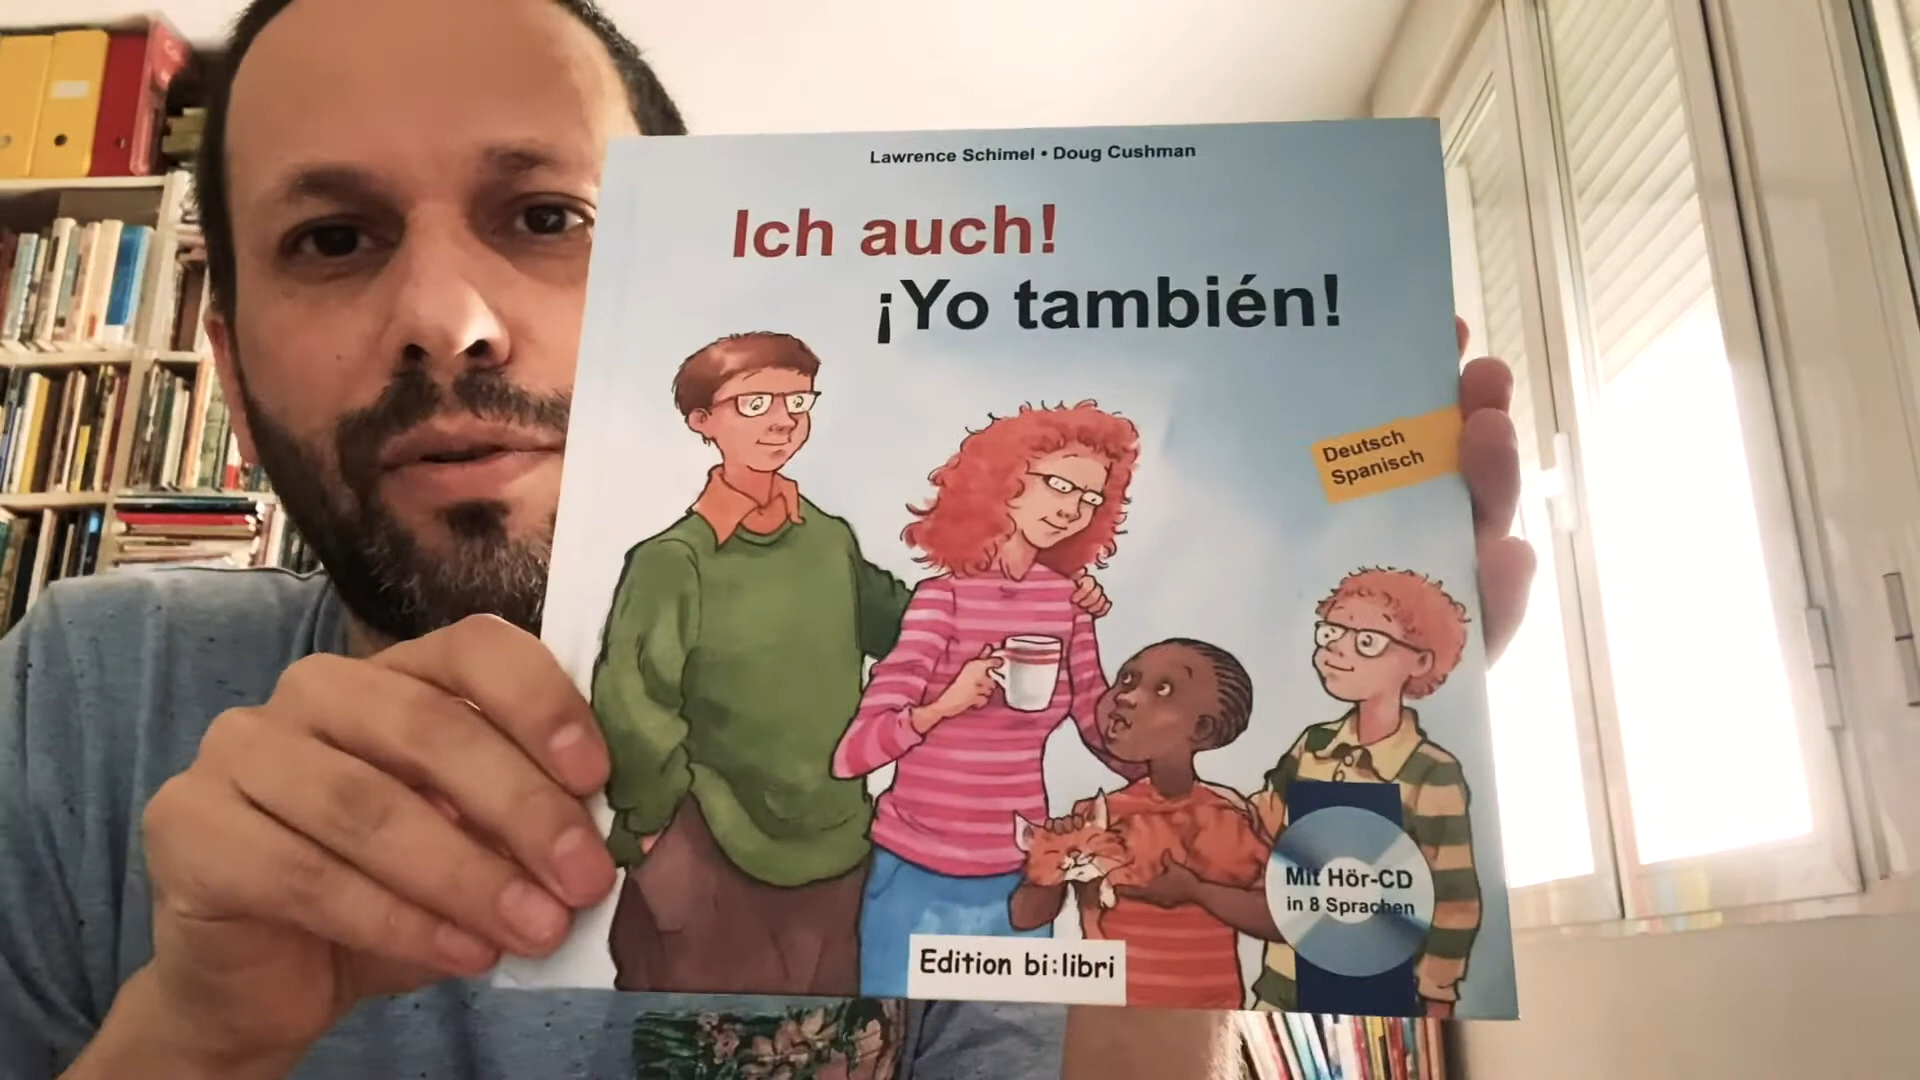 Lawrence Schimel • Doug Cushman
Ich auch!
¡Yo también!
Deutsch
Spanisch
Mit Hör-CD
in 8 Sprachen
Edition bi:libri